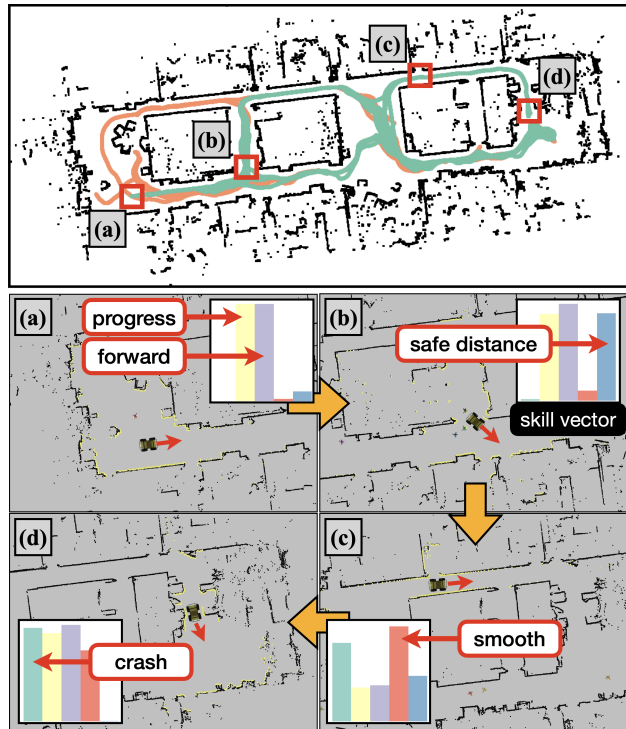 (c)
(d)
(b)
(a)
(a)
progress
forward
(b)
safe distance
skill vector
(d)
crash
(c)
smooth